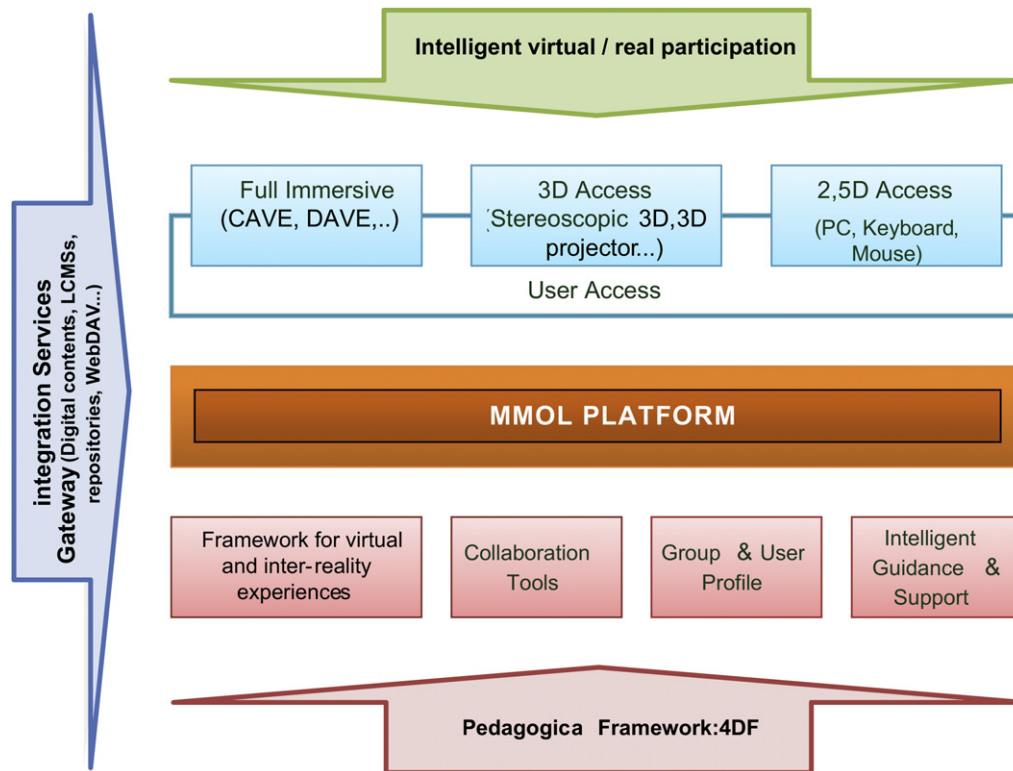 Intelligent virtual / real participation
Full Immersive
(CAVE, DAVE,..)
3D Access
(Stereoscopic 3D,3D
projector...)
2,5D Access
(PC, Keyboard,
Mouse)
User Access
integration Services
Gateway (Digital contents, LCMSs,
repositories, WebDAV...)
MMOL PLATFORM
Framework for virtual
and inter-reality
experiences
Collaboration
Tools
Group & User
Profile
Intelligent
Guidance &
Support
Pedagogica Framework:4DF